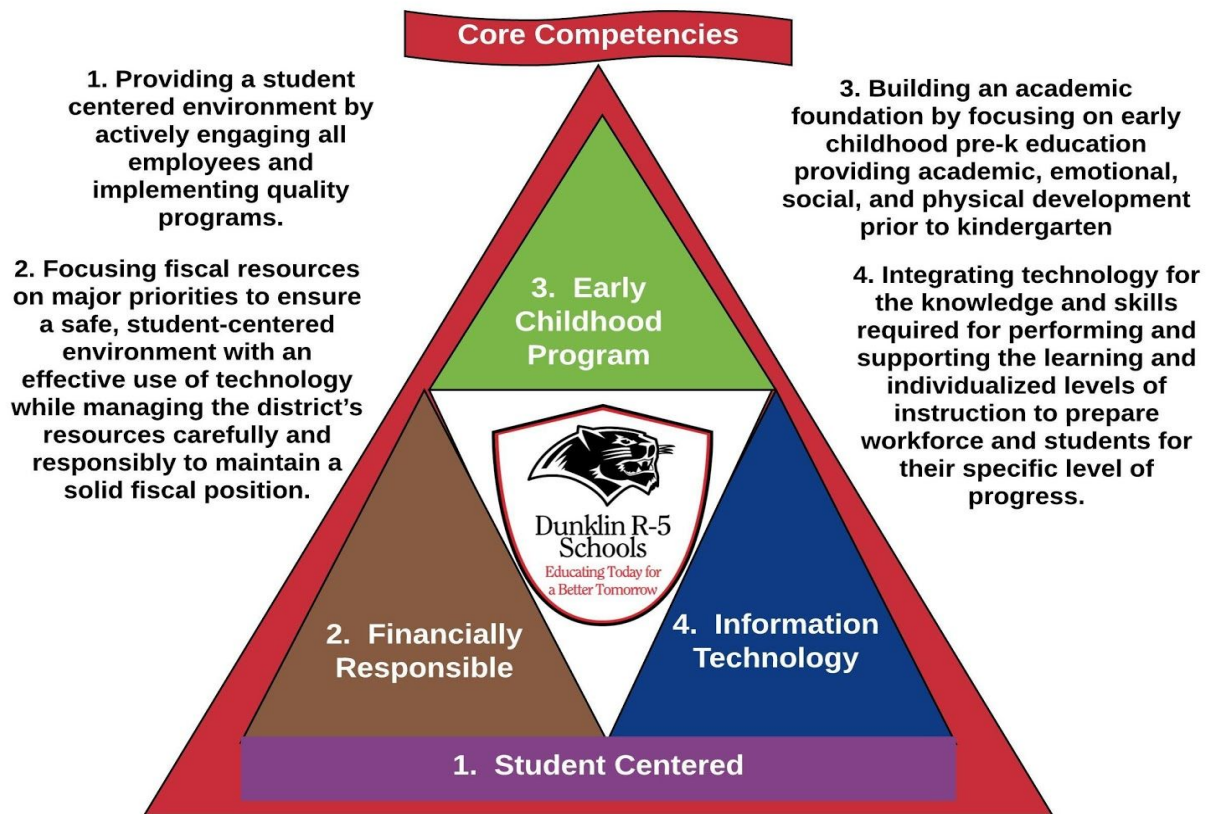 Core Competencies
1. Providing a student
centered environment by
actively engaging all
employees and
implementing quality
programs.
2. Focusing fiscal resources
on major priorities to ensure
a safe, student-centered
environment with an
effective use of technology
while managing the district's
resources carefully and
responsibly to maintain a
solid fiscal position.
3. Building an academic
foundation by focusing on early
childhood pre-k education
providing academic, emotional,
social, and physical development
prior to kindergarten
4. Integrating technology for
the knowledge and skills
required for performing and
supporting the learning and
individualized levels of
instruction to prepare
workforce and students for
their specific level of
progress.
3. Early
Childhood
Program
Dunklin R-5
Schools
Educating Today for
a Better Tomorrow
2. Financially
Responsible
4. Information
Technology
1. Student Centered